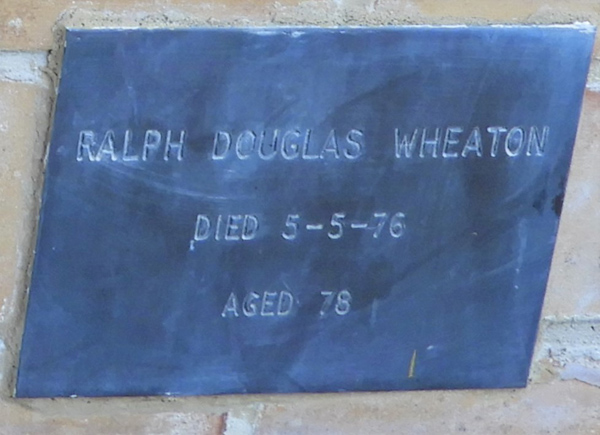 RALPH DOUGLAS WHEATON
DIED 5-5-76
AGED 78